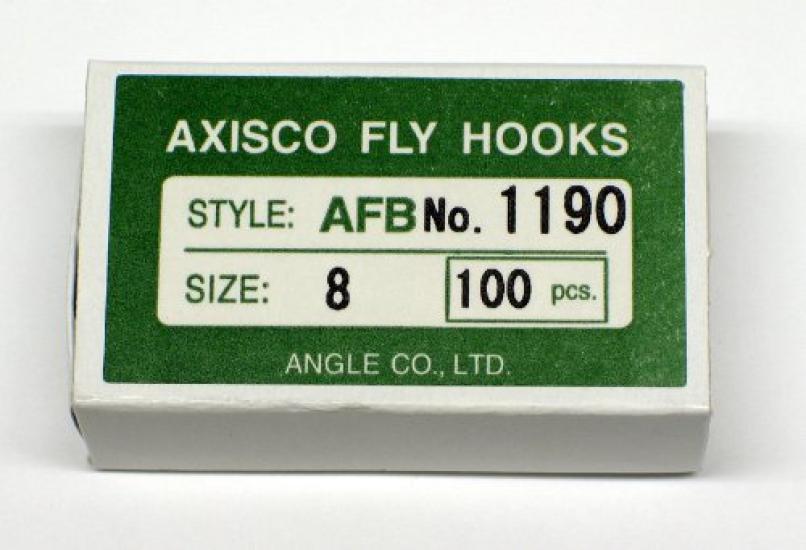 AXISCO FLY HOOKS
STYLE: AFB No. 1190
SIZE: 8 100 pcs.
ANGLE CO., LTD.